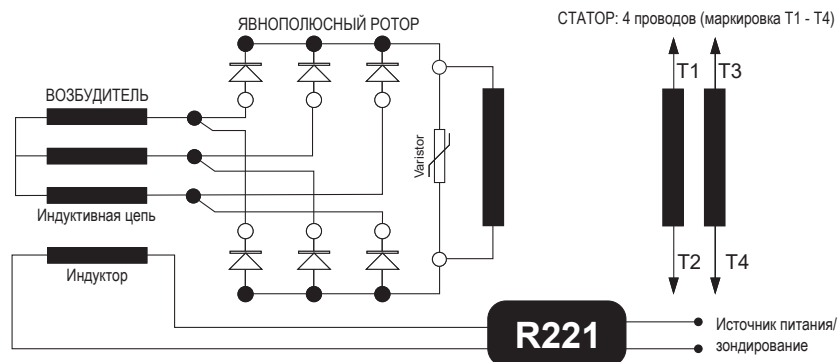 ЯВНОПОЛЮСНЫЙ РОТОР
СТАТОР: 4 проводов (маркировка T1 - T4)
T1
T3
ВОЗБУДИТЕЛЬ
Varistor
Индуктивная цепь
T2
T4
Индуктор
R221
Источник питания/
зондирование